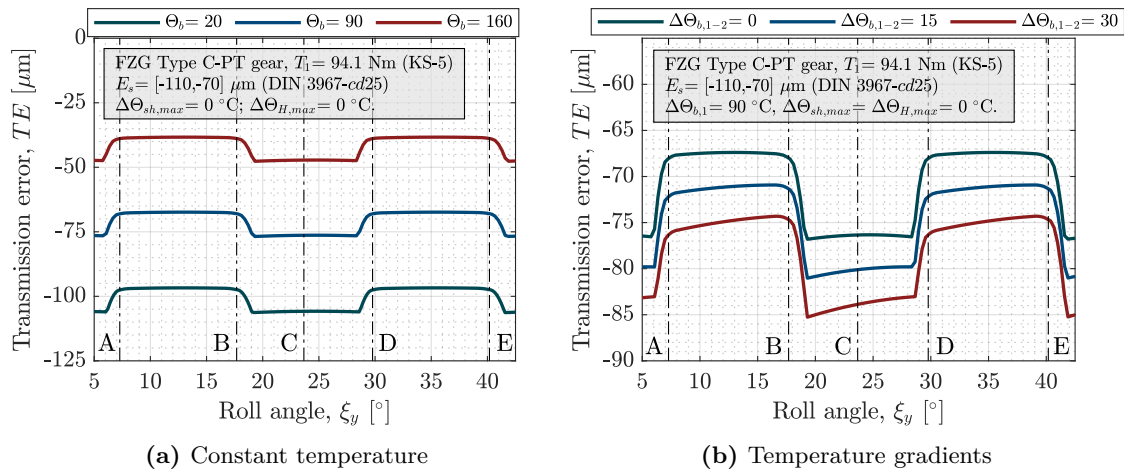 Θb= 20 Θb= 90 Θb= 160
0
-25
-50
-75
-100
-125
Transmission error, TE [μm]
FZG Type C-PT gear, T1= 94.1 Nm (KS-5)
Es= [-110,-70] μm (DIN 3967-cd25)
ΔΘsh,max= 0 °C; ΔΘH,max= 0 °C.
A B C D E
5 10 15 20 25 30 35 40
Roll angle, ξy [°]
(a) Constant temperature
ΔΘb,1−2= 0 ΔΘb,1−2= 15 ΔΘb,1−2= 30
-60
-65
-70
-75
-80
-85
-90
Transmission error, TE [μm]
FZG Type C-PT gear, T1= 94.1 Nm (KS-5)
Es= [-110,-70] μm (DIN 3967-cd25)
ΔΘb,1= 90 °C, ΔΘsh,max= ΔΘH,max= 0 °C.
A B C D E
5 10 15 20 25 30 35 40
Roll angle, ξy [°]
(b) Temperature gradients